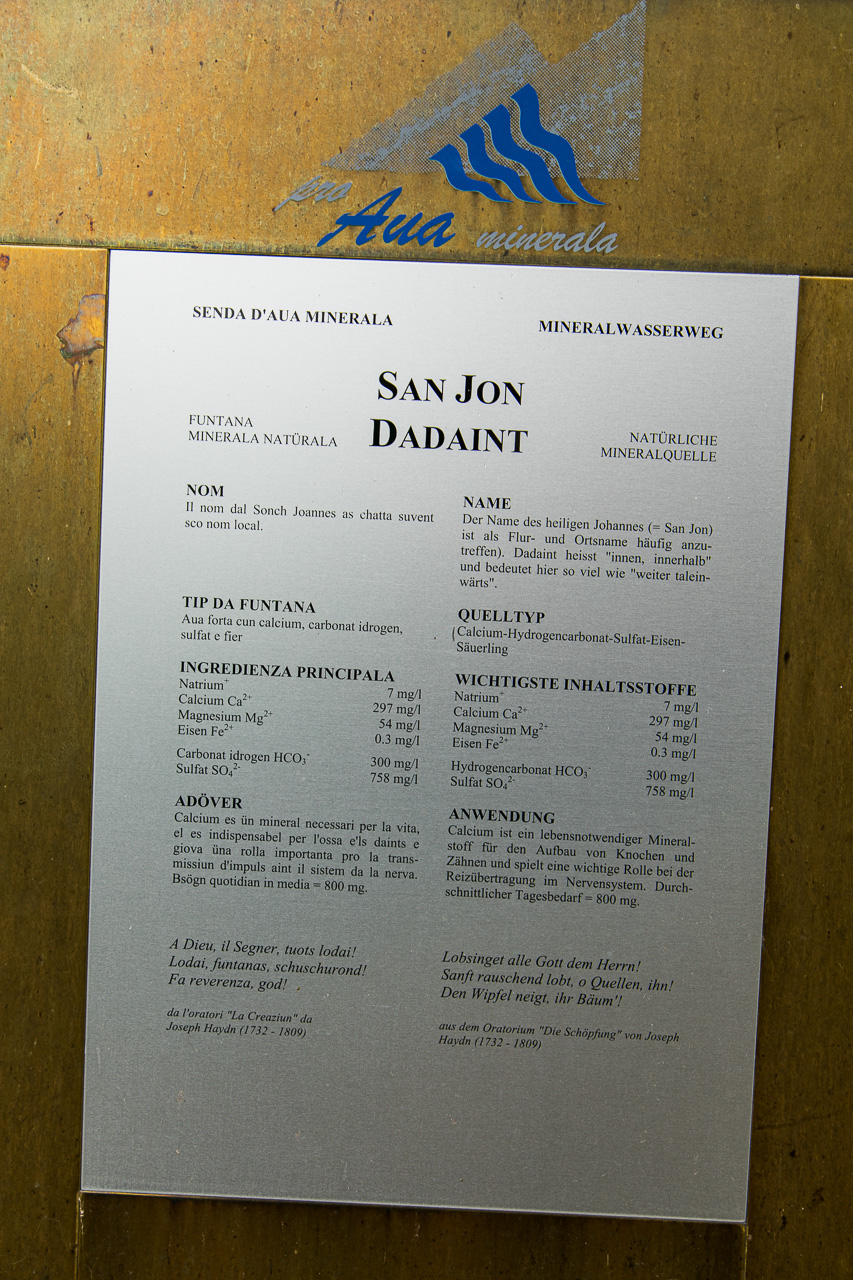 pro
Aua minerala
SENDA D'AUA MINERALA
MINERALWASSERWEG
SAN JON
DADAINT
FUNTANA
MINERALA NATÜRALA
NATÜRLICHE
MINERALQUELLE
NOM
Il nom dal Sonch Joannes as chatta suvent
sco nom local.
NAME
Der Name des heiligen Johannes (= San Jon)
ist als Flur- und Ortsname häufig anzu-
treffen). Dadaint heisst "innen, innerhalb"
und bedeutet hier so viel wie "weiter talein-
wärts".
TIP DA FUNTANA
Aua forta cun calcium, carbonat idrogen,
sulfat e fier
QUELLTYP
(Calcium-Hydrogencarbonat-Sulfat-Eisen-
Säuerling
INGREDIENZA PRINCIPALA
Natrium⁺ 7 mg/l
Calcium Ca²⁺ 297 mg/l
Magnesium Mg²⁺ 54 mg/l
Eisen Fe²⁺ 0.3 mg/l
Carbonat idrogen HCO₃⁻ 300 mg/l
Sulfat SO₄²⁻ 758 mg/l
WICHTIGSTE INHALTSSTOFFE
Natrium⁺ 7 mg/l
Calcium Ca²⁺ 297 mg/l
Magnesium Mg²⁺ 54 mg/l
Eisen Fe²⁺ 0.3 mg/l
Hydrogencarbonat HCO₃⁻ 300 mg/l
Sulfat SO₄²⁻ 758 mg/l
ADÖVER
Calcium es ün mineral necessari per la vita,
el es indispensabel per l'ossa e'ls daints e
giova üna rolla importanta pro la trans-
missiun d'impuls aint il sistem da la nerva.
Bsögn quotidian in media = 800 mg.
ANWENDUNG
Calcium ist ein lebensnotwendiger Mineral-
stoff für den Aufbau von Knochen und
Zähnen und spielt eine wichtige Rolle bei der
Reizübertragung im Nervensystem. Durch-
schnittlicher Tagesbedarf = 800 mg.
A Dieu, il Segner, tuots lodai!
Lodai, funtanas, schuschurond!
Fa reverenza, god!
da l'oratori "La Creaziun" da
Joseph Haydn (1732 - 1809)
Lobsinget alle Gott dem Herrn!
Sanft rauschend lobt, o Quellen, ihn!
Den Wipfel neigt, ihr Bäum'!
aus dem Oratorium "Die Schöpfung" von Joseph
Haydn (1732 - 1809)